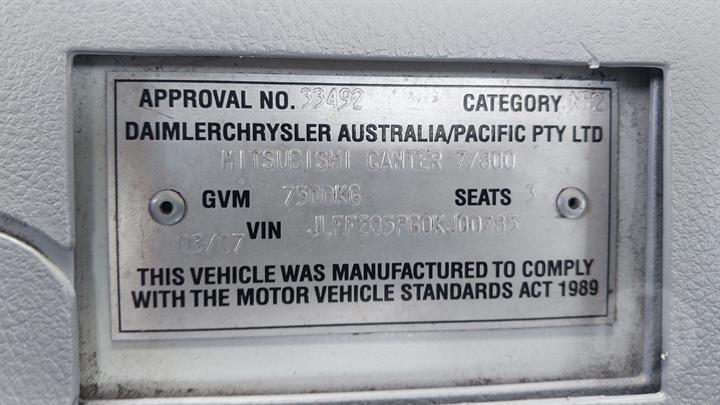 APPROVAL NO. 33492 CATEGORY NB2
DAIMLERCHRYSLER AUSTRALIA/PACIFIC PTY LTD
MITSUBISHI CANTER 7/800
GVM 7500KG SEATS 3
03/07 VIN
THIS VEHICLE WAS MANUFACTURED TO COMPLY
WITH THE MOTOR VEHICLE STANDARDS ACT 1989